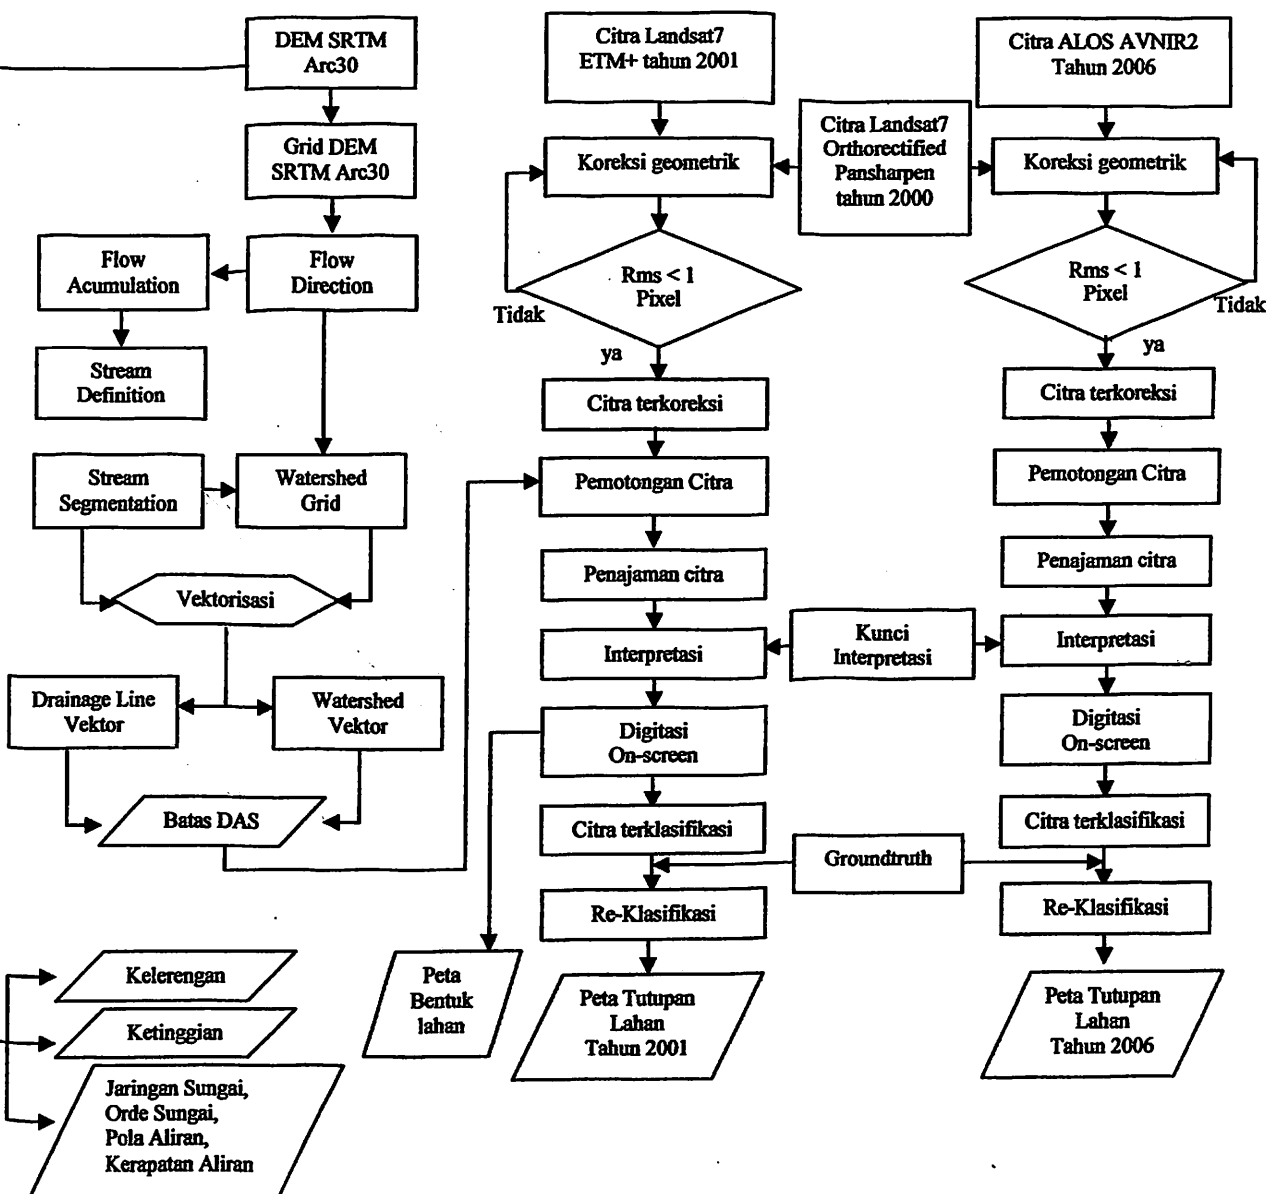 DEM SRTM
Arc30
Grid DEM
SRTM Arc30
Flow
Direction
Flow
Acumulation
Stream
Definition
Stream
Segmentation
Watershed
Grid
Vektorisasi
Drainage Line
Vektor
Watershed
Vektor
Batas DAS
Kelerengan
Ketinggian
Jaringan Sungai,
Orde Sungai,
Pola Aliran,
Kerapatan Aliran
Citra Landsat7
ETM+ tahun 2001
Koreksi geometrik
Rms < 1
Pixel
Tidak
ya
Citra terkoreksi
Pemotongan Citra
Penajaman citra
Interpretasi
Digitasi
On-screen
Citra terklasifikasi
Re-Klasifikasi
Peta
Bentuk
lahan
Peta Tutupan
Lahan
Tahun 2001
Citra Landsat7
Orthorectified
Pansharpen
tahun 2000
Kunci
Interpretasi
Groundtruth
Citra ALOS AVNIR2
Tahun 2006
Koreksi geometrik
Rms < 1
Pixel
Tidak
ya
Citra terkoreksi
Pemotongan Citra
Penajaman citra
Interpretasi
Digitasi
On-screen
Citra terklasifikasi
Re-Klasifikasi
Peta Tutupan
Lahan
Tahun 2006